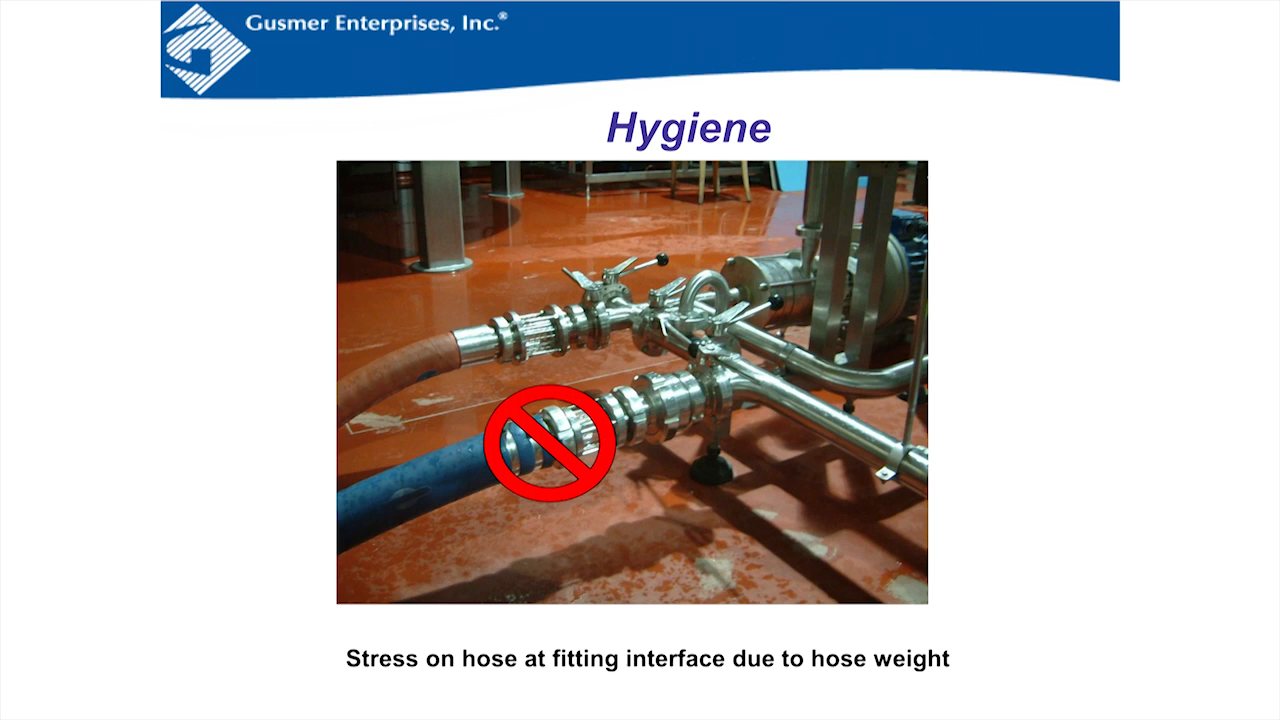 Gusmer Enterprises, Inc.®
Hygiene
Stress on hose at fitting interface due to hose weight